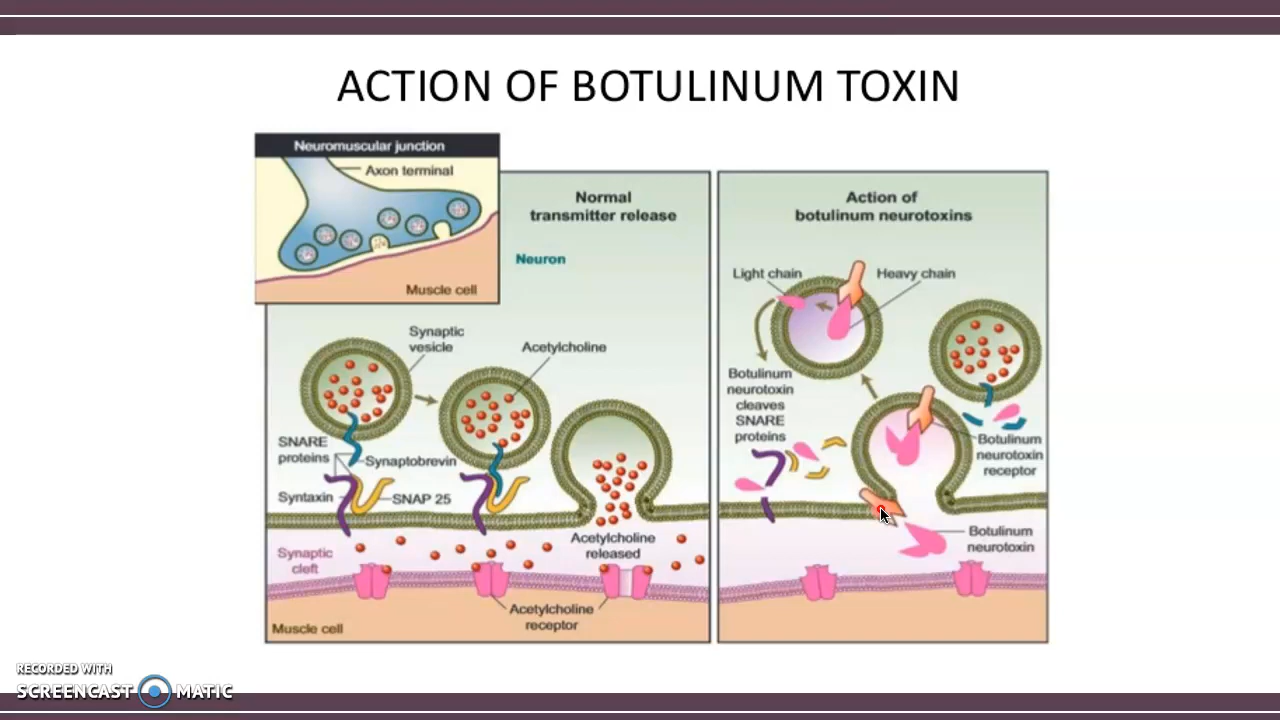 ACTION OF BOTULINUM TOXIN
Neuromuscular junction
Axon terminal
Muscle cell
Normal
transmitter release
Neuron
Synaptic
vesicle
Acetylcholine
SNARE
proteins
Synaptobrevin
Syntaxin
SNAP 25
Acetylcholine
released
Synaptic
cleft
Acetylcholine
receptor
Muscle cell
Action of
botulinum neurotoxins
Light chain
Heavy chain
Botulinum
neurotoxin
cleaves
SNARE
proteins
Botulinum
neurotoxin
receptor
Botulinum
neurotoxin
RECORDED WITH
SCREENCAST MATIC